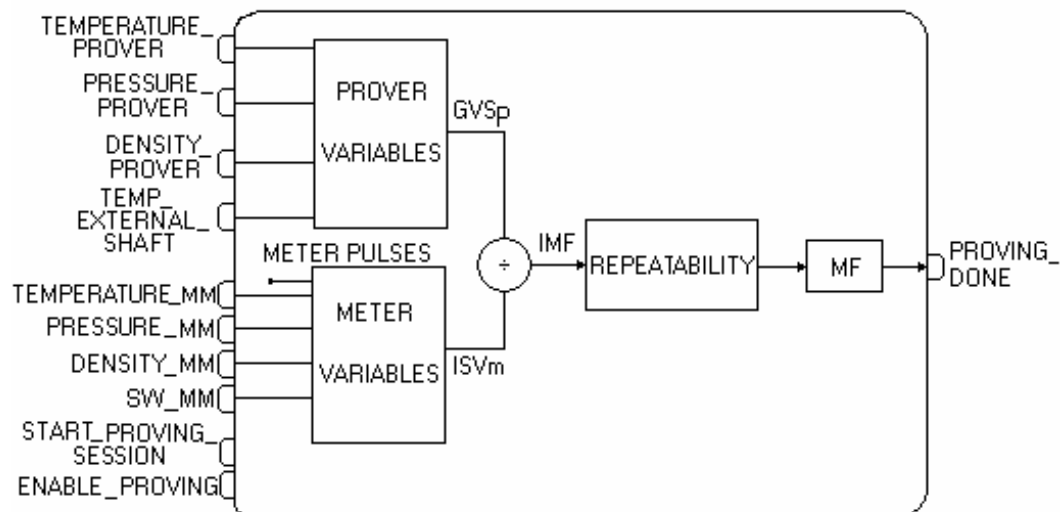 TEMPERATURE_
PROVER
PRESSURE_
PROVER
DENSITY_
PROVER
TEMP_
EXTERNAL_
SHAFT
PROVER
VARIABLES
GVSp
METER PULSES
TEMPERATURE_MM
PRESSURE_MM
DENSITY_MM
SW_MM
METER
VARIABLES
ISVm
÷
IMF
REPEATABILITY
MF
PROVING_
DONE
START_PROVING_
SESSION
ENABLE_PROVING